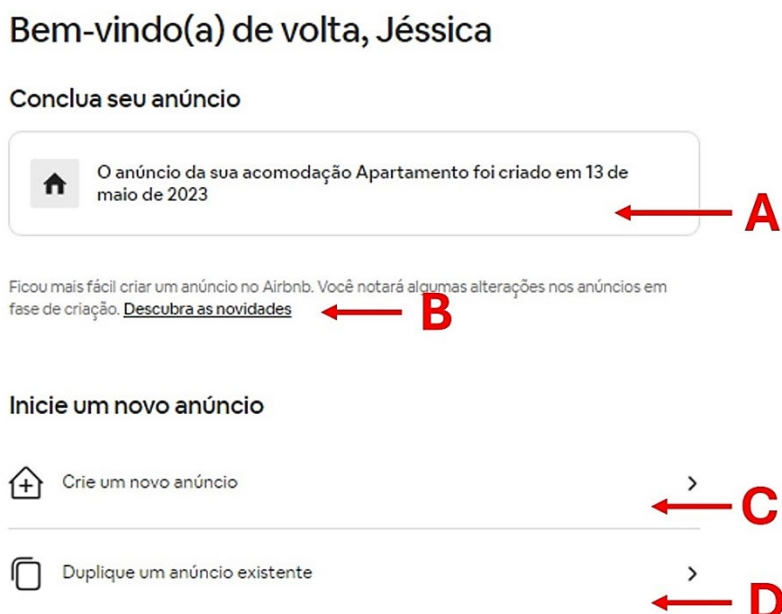 Bem-vindo(a) de volta, Jéssica
Conclua seu anúncio
O anúncio da sua acomodação Apartamento foi criado em 13 de
maio de 2023
A
Ficou mais fácil criar um anúncio no Airbnb. Você notará algumas alterações nos anúncios em
fase de criação. Descubra as novidades
B
Inicie um novo anúncio
Crie um novo anúncio
C
Duplique um anúncio existente
D